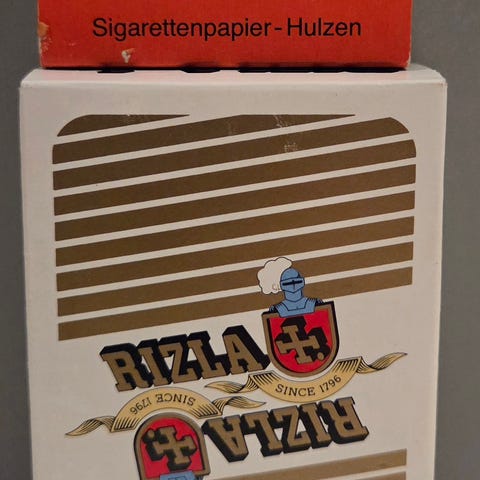 Sigarettenpapier-Hulzen
RIZLA
SINCE 1796
SINCE 1796
RIZLA